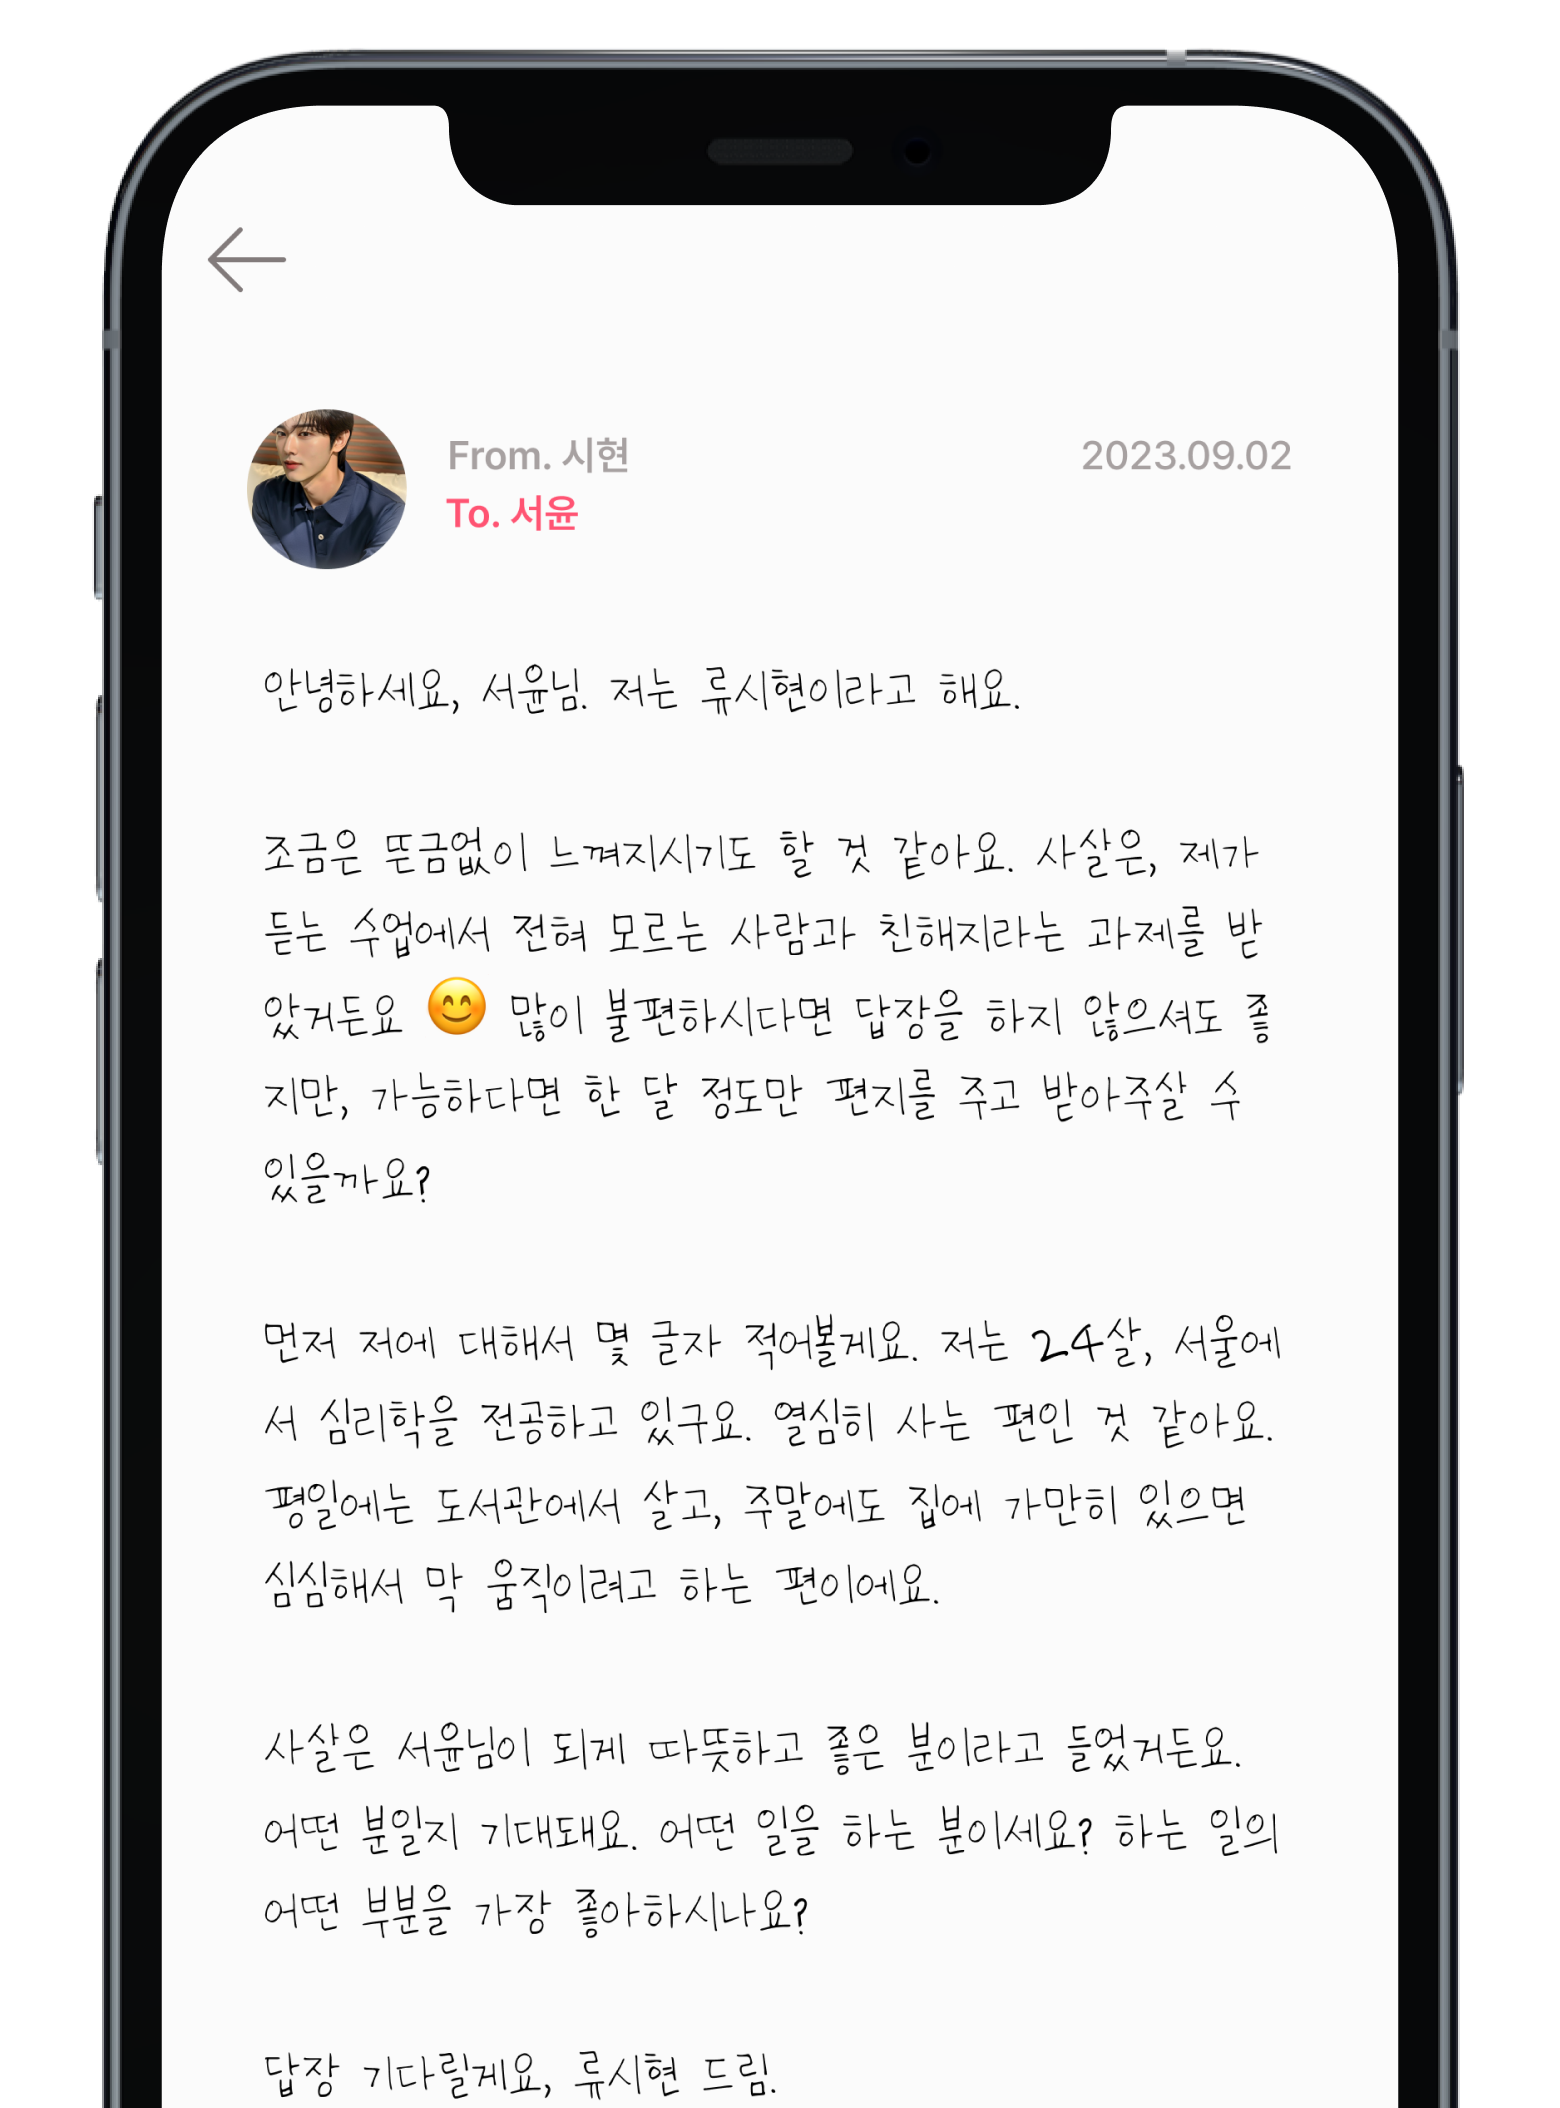 From. 시현
2023.09.02
To. 서윤
안녕하세요, 서윤님. 저는 류시현이라고 해요.
조금은 뜬금없이 느껴지시기도 할 것 같아요. 사실은, 제가
듣는 수업에서 전혀 모르는 사람과 친해지라는 과제를 받
았거든요 😊 많이 불편하시다면 답장을 하지 않으셔도 좋
지만, 가능하다면 한 달 정도만 편지를 주고 받아주실 수
있을까요?
먼저 저에 대해서 몇 글자 적어볼게요. 저는 24살, 서울에
서 심리학을 전공하고 있구요. 열심히 사는 편인 것 같아요.
평일에는 도서관에서 살고, 주말에도 집에 가만히 있으면
심심해서 막 움직이려고 하는 편이에요.
사실은 서윤님이 되게 따뜻하고 좋은 분이라고 들었거든요.
어떤 분일지 기대돼요. 어떤 일을 하는 분이세요? 하는 일의
어떤 부분을 가장 좋아하시나요?
답장 기다릴게요, 류시현 드림.